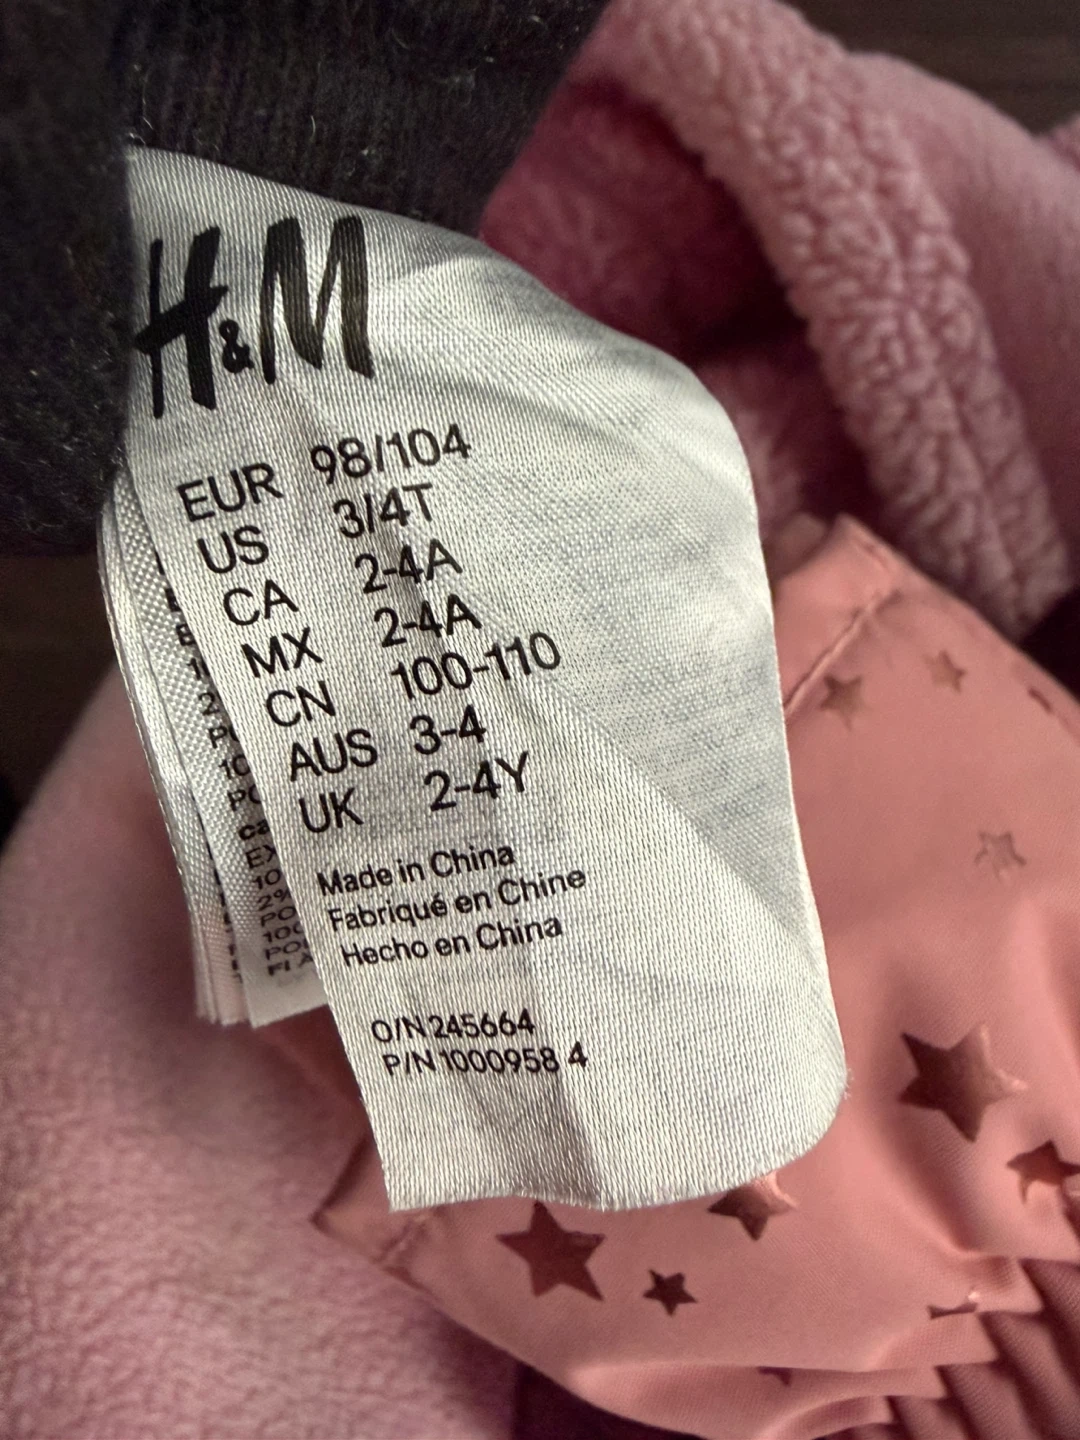 H&M
EUR 98/104
US 3/4T
CA 2-4A
MX 2-4A
CN 100-110
AUS 3-4
UK 2-4Y
Made in China
Fabriqué en Chine
Hecho en China
O/N 245664
P/N 1000958 4